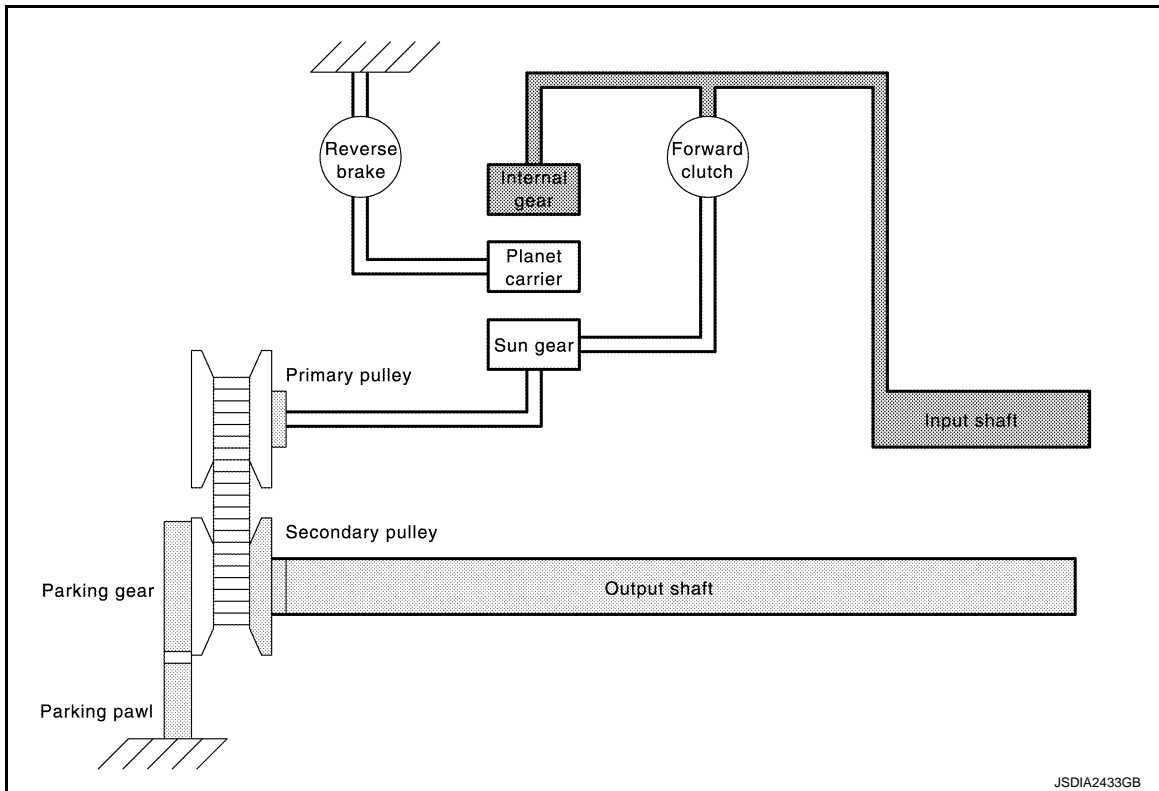 Reverse
brake
Forward
clutch
Internal
gear
Planet
carrier
Sun gear
Primary pulley
Input shaft
Secondary pulley
Parking gear
Output shaft
Parking pawl
JSDIA2433GB